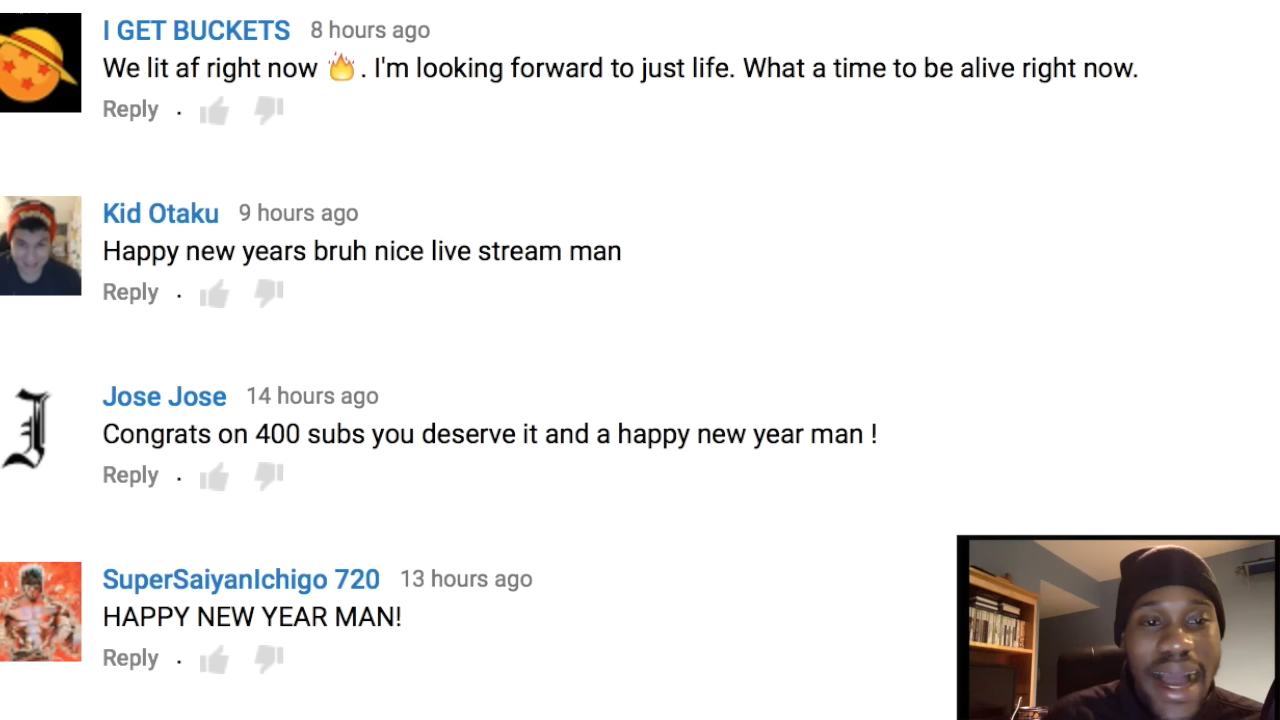 I GET BUCKETS 8 hours ago
We lit af right now 🔥. I'm looking forward to just life. What a time to be alive right now.
Reply .
Kid Otaku 9 hours ago
Happy new years bruh nice live stream man
Reply .
Jose Jose 14 hours ago
Congrats on 400 subs you deserve it and a happy new year man !
Reply .
SuperSaiyanIchigo 720 13 hours ago
HAPPY NEW YEAR MAN!
Reply .